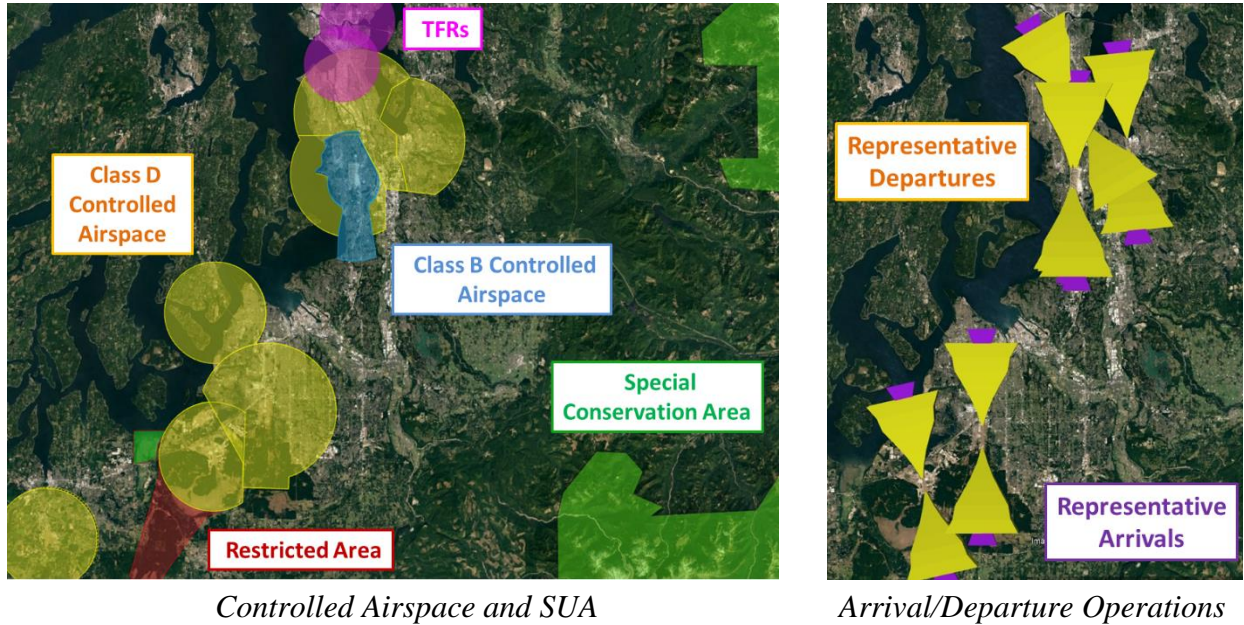 TFRs
Class D
Controlled
Airspace
Class B Controlled
Airspace
Special
Conservation Area
Restricted Area
Controlled Airspace and SUA
Representative
Departures
Representative
Arrivals
Arrival/Departure Operations